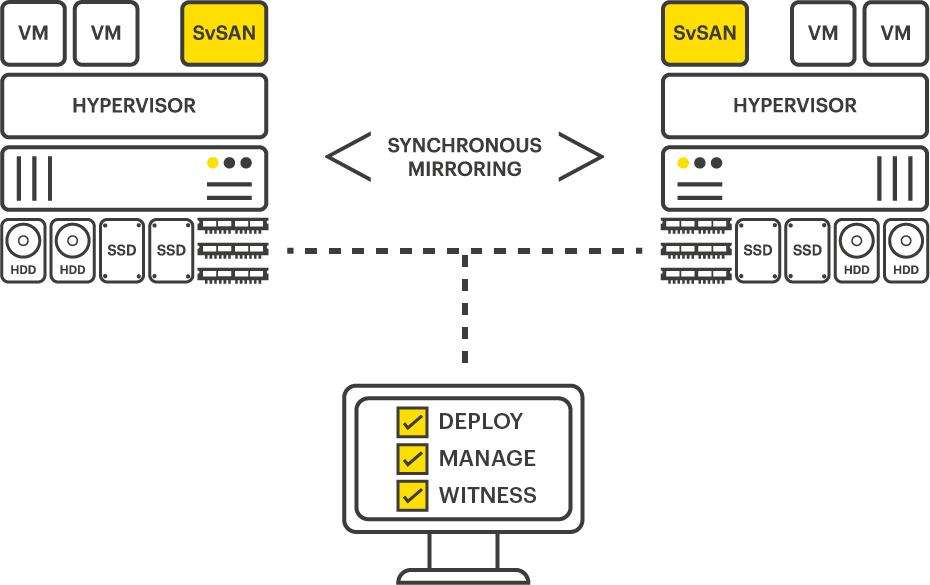 VM VM SvSAN SvSAN VM VM
HYPERVISOR HYPERVISOR
SYNCHRONOUS
MIRRORING
HDD HDD SSD SSD SSD SSD HDD HDD
DEPLOY
MANAGE
WITNESS